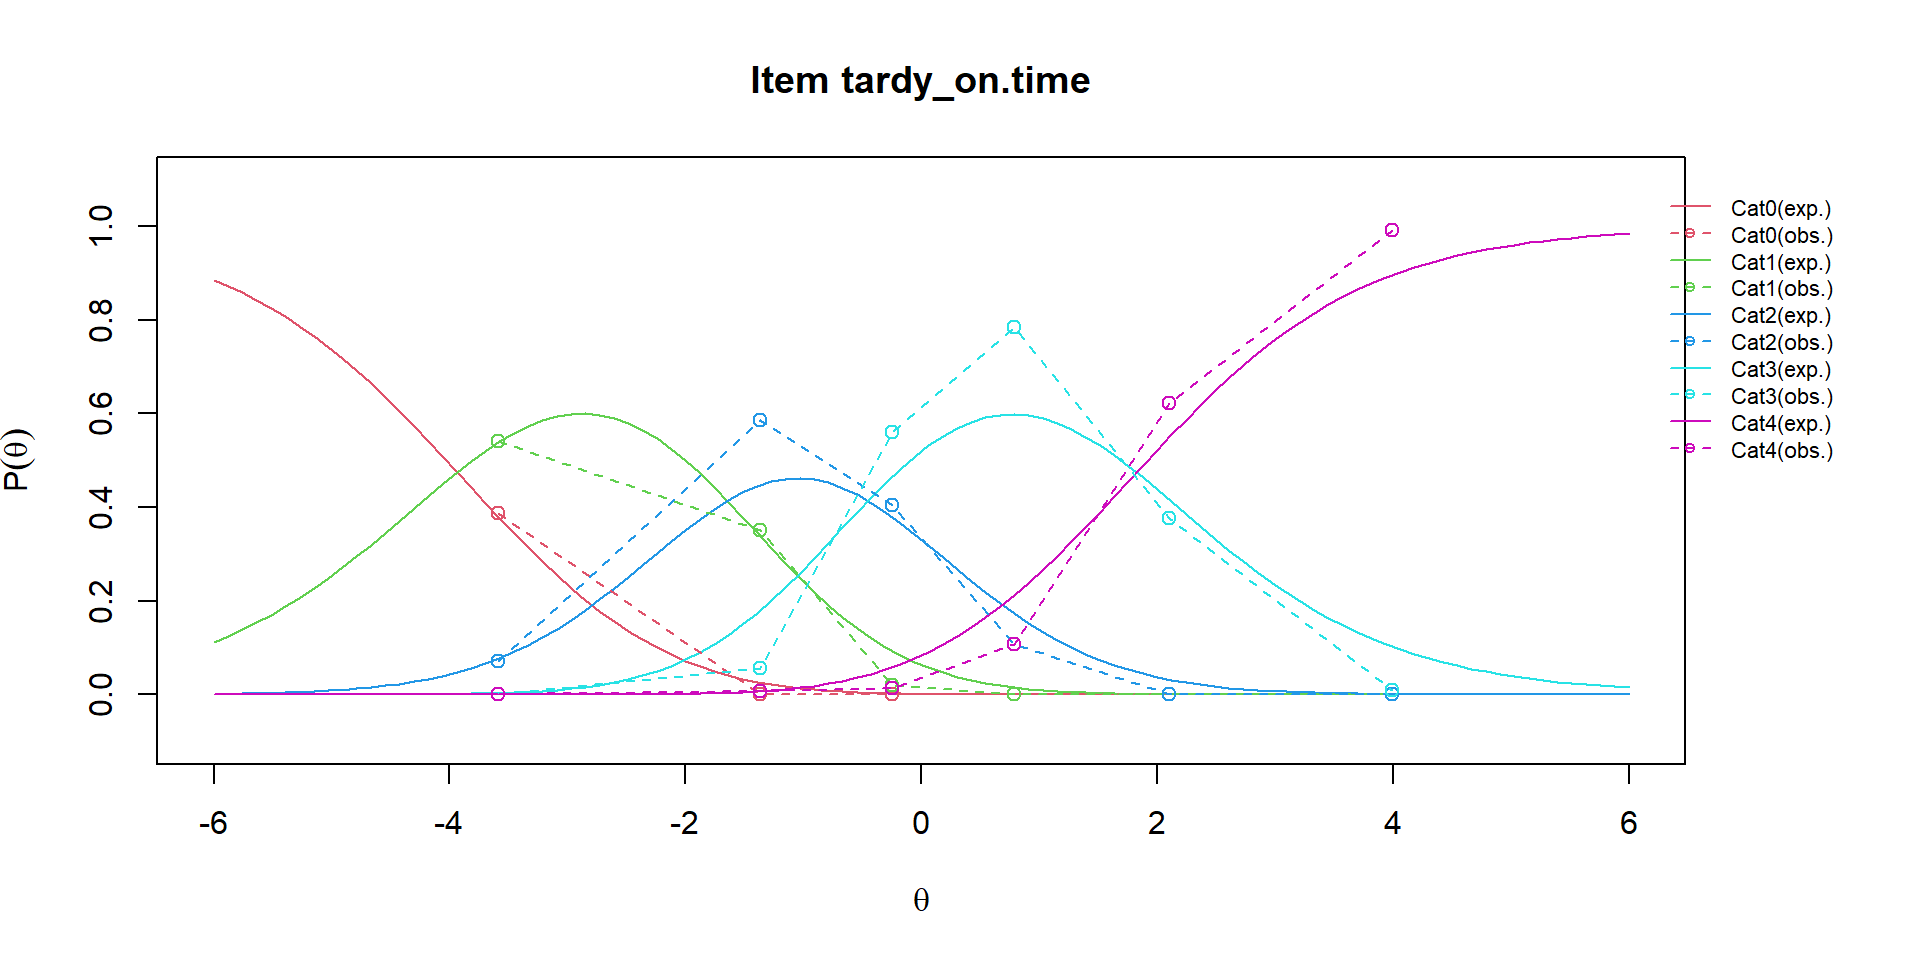 Item tardy_on.time
P(θ)
1.0
0.8
0.6
0.4
0.2
0.0
-6 -4 -2 0 2 4 6
θ
Cat0(exp.)
Cat0(obs.)
Cat1(exp.)
Cat1(obs.)
Cat2(exp.)
Cat2(obs.)
Cat3(exp.)
Cat3(obs.)
Cat4(exp.)
Cat4(obs.)